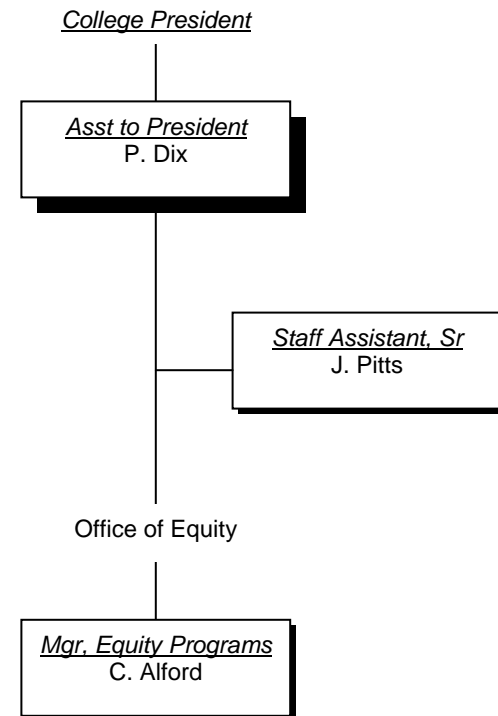 College President
Asst to President
P. Dix
Staff Assistant, Sr
J. Pitts
Office of Equity
Mgr, Equity Programs
C. Alford